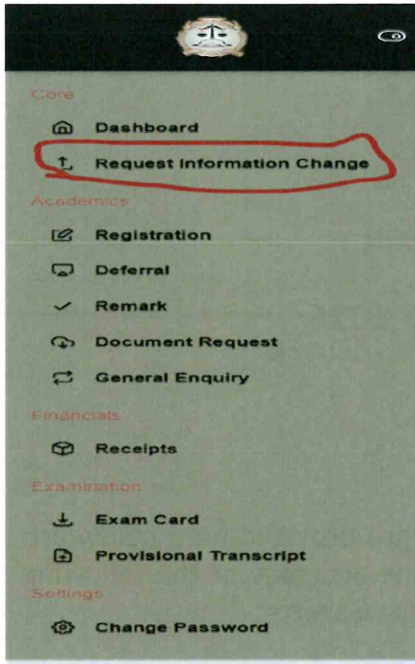 Core
Dashboard
Request Information Change
Academics
Registration
Deferral
Remark
Document Request
General Enquiry
Financials
Receipts
Examination
Exam Card
Provisional Transcript
Settings
Change Password